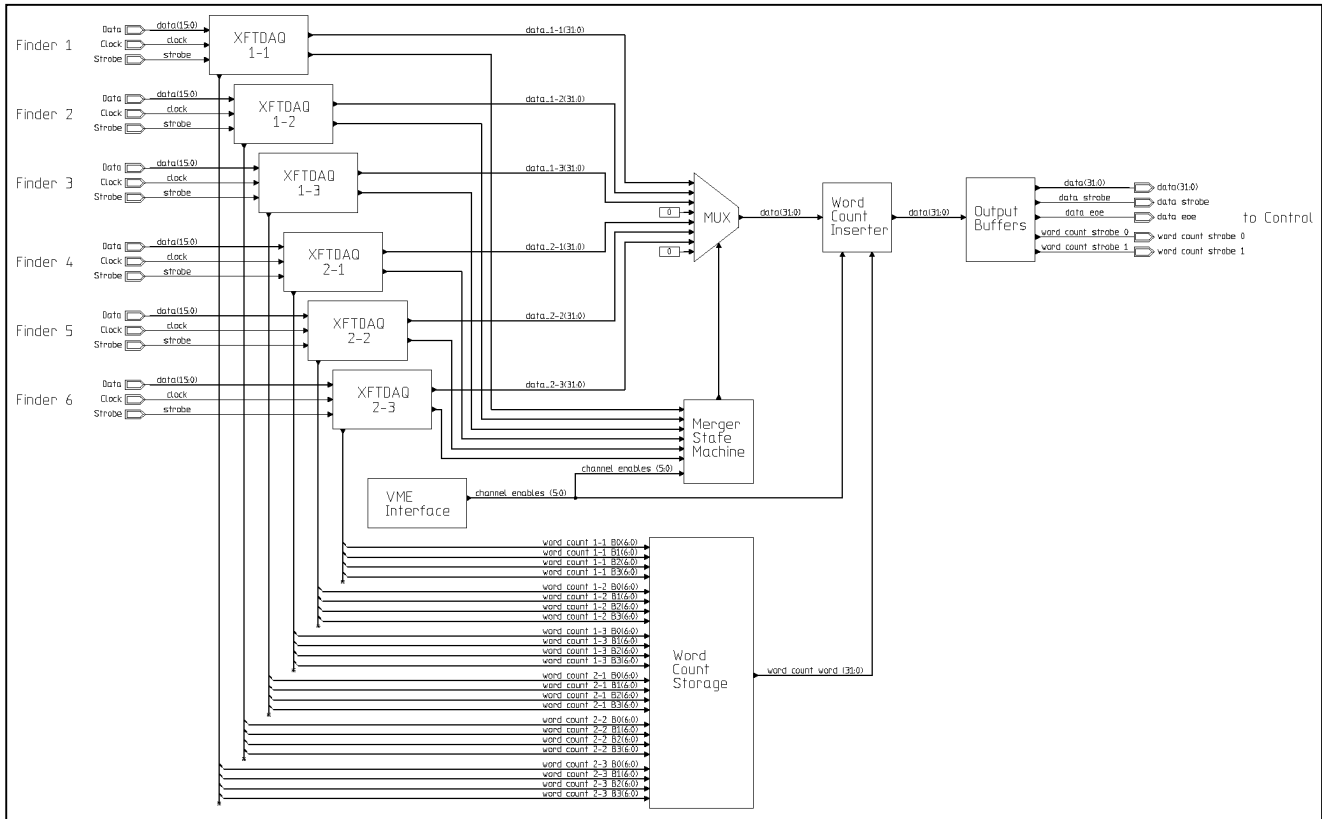 Finder 1
Data data(15:0)
Clock clock
Strobe strobe
XFTDAQ
1-1
data_1-1(31:0)
Finder 2
Data data(15:0)
Clock clock
Strobe strobe
XFTDAQ
1-2
data_1-2(31:0)
Finder 3
Data data(15:0)
Clock clock
Strobe strobe
XFTDAQ
1-3
data_1-3(31:0)
Finder 4
Data data(15:0)
Clock clock
Strobe strobe
XFTDAQ
2-1
data_2-1(31:0)
Finder 5
Data data(15:0)
Clock clock
Strobe strobe
XFTDAQ
2-2
data_2-2(31:0)
Finder 6
Data data(15:0)
Clock clock
Strobe strobe
XFTDAQ
2-3
data_2-3(31:0)
0
0
MUX
data(31:0)
Word
Count
Inserter
data(31:0)
Output
Buffers
data(31:0) data(31:0)
data strobe data strobe
data eoe data eoe
word count strobe 0 word count strobe 0
word count strobe 1 word count strobe 1
to Control
Merger
State
Machine
channel enables (5:0)
VME
Interface
channel enables (5:0)
word count 1-1 B0(6:0)
word count 1-1 B1(6:0)
word count 1-1 B2(6:0)
word count 1-1 B3(6:0)
word count 1-2 B0(6:0)
word count 1-2 B1(6:0)
word count 1-2 B2(6:0)
word count 1-2 B3(6:0)
word count 1-3 B0(6:0)
word count 1-3 B1(6:0)
word count 1-3 B2(6:0)
word count 1-3 B3(6:0)
word count 2-1 B0(6:0)
word count 2-1 B1(6:0)
word count 2-1 B2(6:0)
word count 2-1 B3(6:0)
word count 2-2 B0(6:0)
word count 2-2 B1(6:0)
word count 2-2 B2(6:0)
word count 2-2 B3(6:0)
word count 2-3 B0(6:0)
word count 2-3 B1(6:0)
word count 2-3 B2(6:0)
word count 2-3 B3(6:0)
Word
Count
Storage
word count word (31:0)